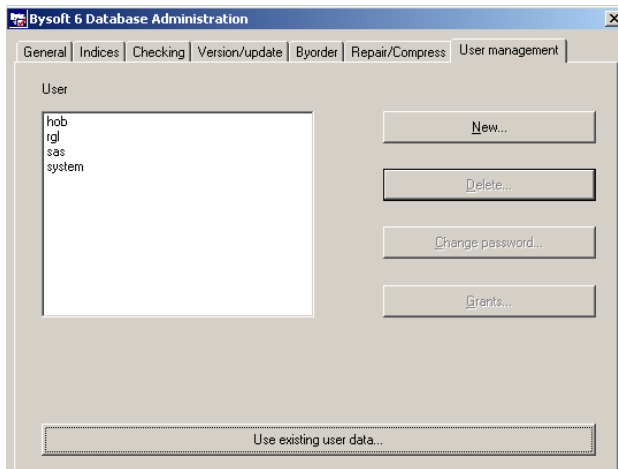 Bysoft 6 Database Administration
General Indices Checking Version/update Byorder Repair/Compress User management
User
hob
rgl
sas
system
New...
Delete...
Change password...
Grants...
Use existing user data...